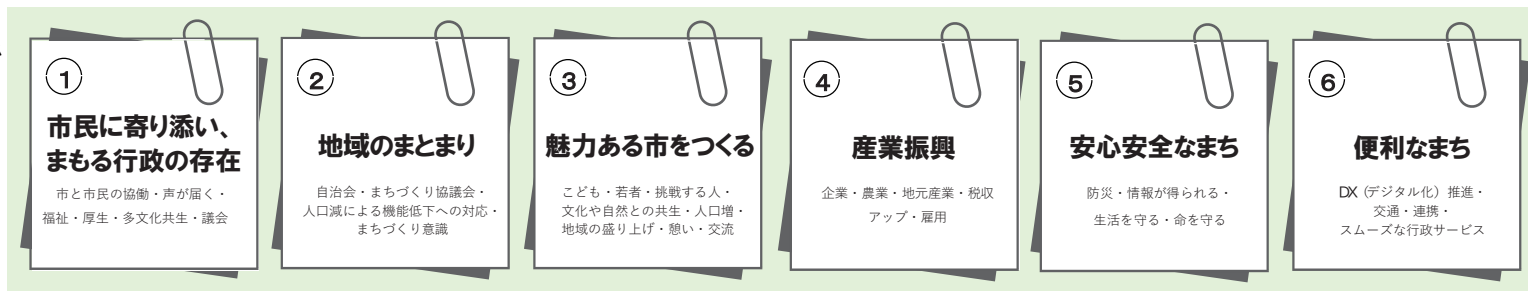 ①
市民に寄り添い、
まもる行政の存在
市と市民の協働・声が届く・
福祉・厚生・多文化共生・議会
②
地域のまとまり
自治会・まちづくり協議会・
人口減による機能低下への対応・
まちづくり意識
③
魅力ある市をつくる
こども・若者・挑戦する人・
文化や自然との共生・人口増・
地域の盛り上げ・憩い・交流
④
産業振興
企業・農業・地元産業・税収
アップ・雇用
⑤
安心安全なまち
防災・情報が得られる・
生活を守る・命を守る
⑥
便利なまち
DX（デジタル化）推進・
交通・連携・
スムーズな行政サービス